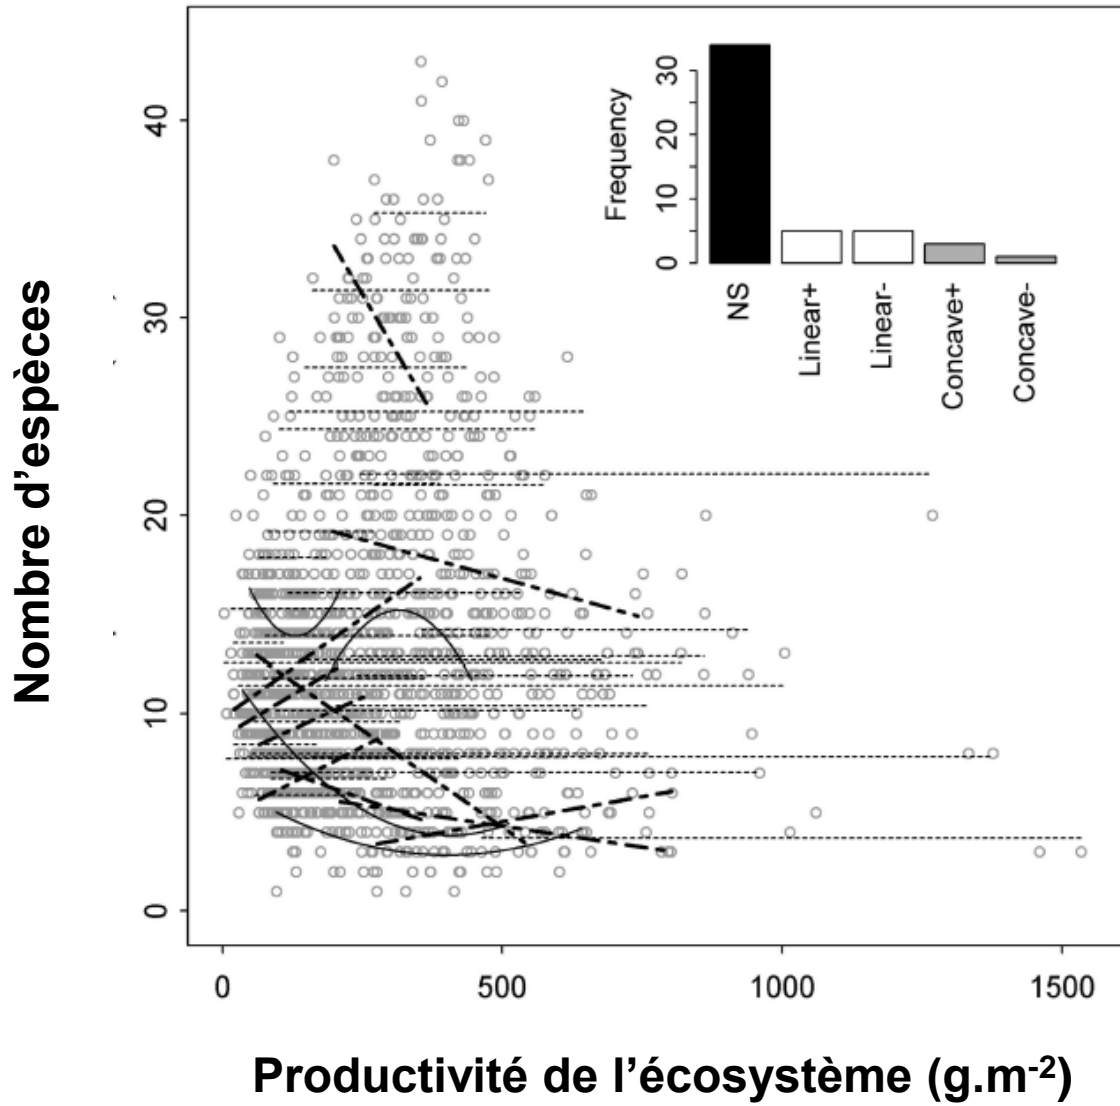 Nombre d'espèces
40
30
20
10
0
Frequency
30
20
10
0
NS
Linear+
Linear-
Concave+
Concave-
0
500
1000
1500
Productivité de l'écosystème (g.m-2)